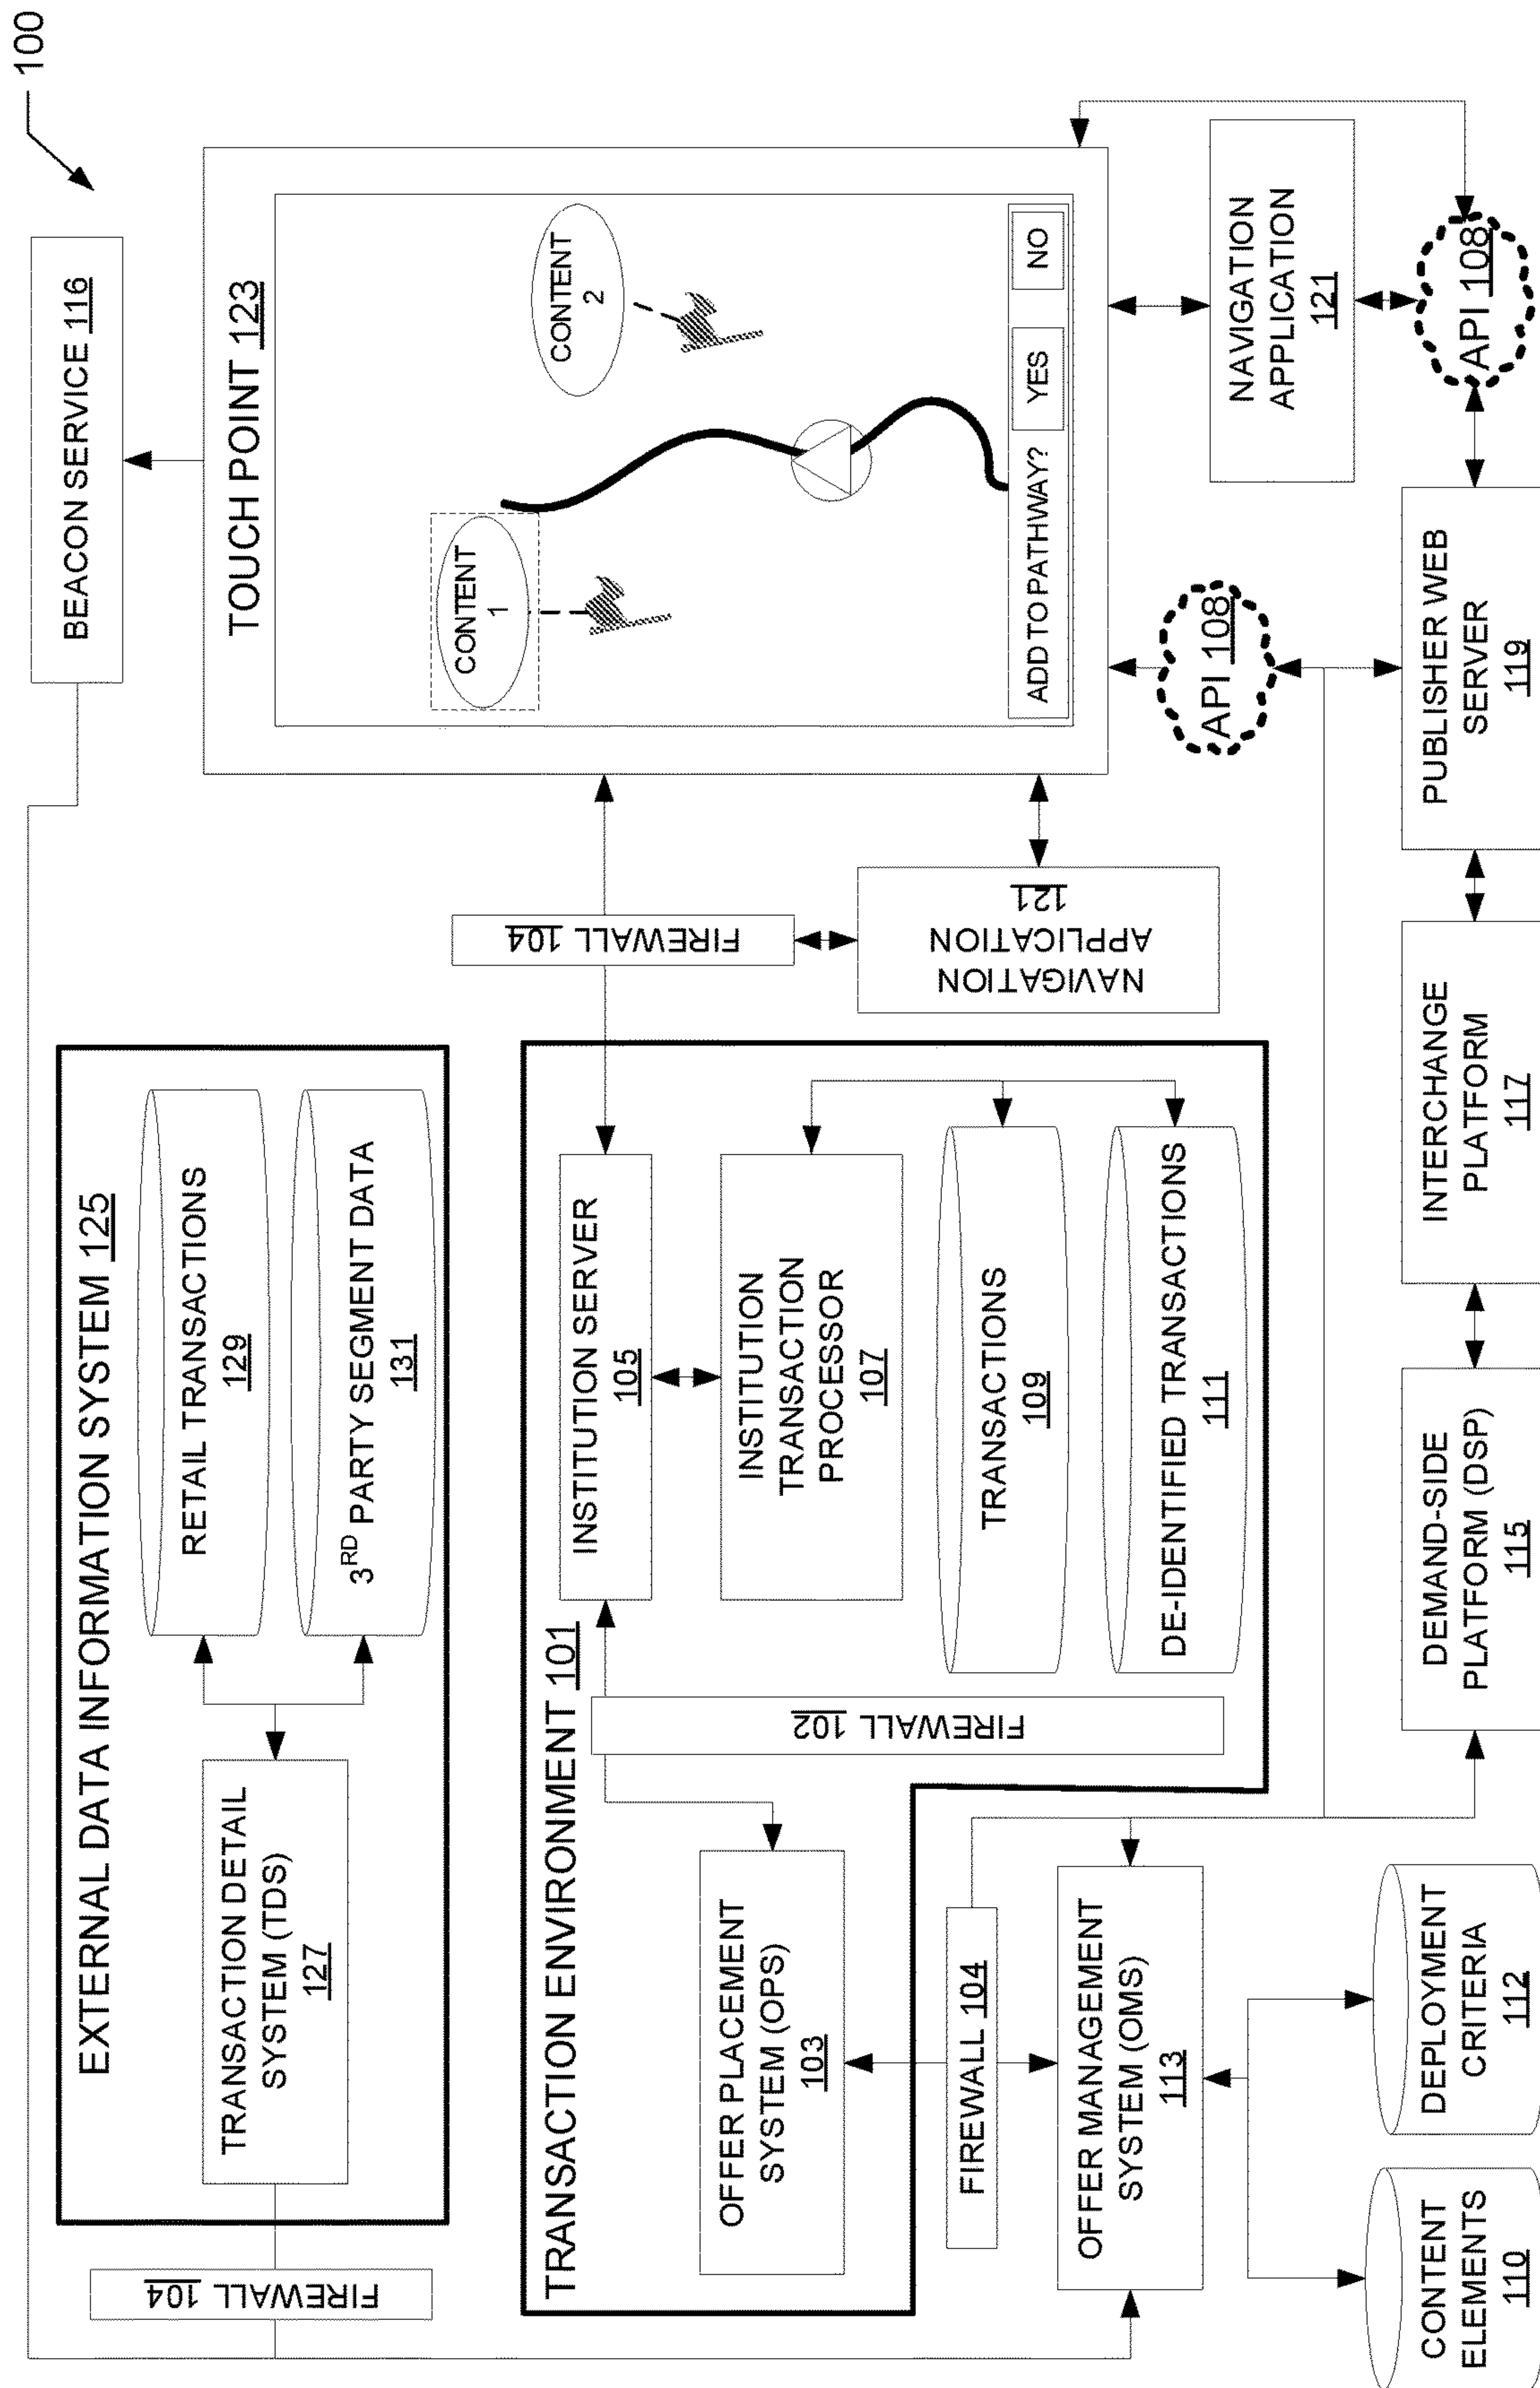 100
BEACON SERVICE 116
TOUCH POINT 123
CONTENT
1
CONTENT
2
ADD TO PATHWAY?
YES
NO
NAVIGATION
APPLICATION
121
API 108
API 108
FIREWALL 104
NAVIGATION
APPLICATION
121
EXTERNAL DATA INFORMATION SYSTEM 125
TRANSACTION DETAIL
SYSTEM (TDS)
127
RETAIL TRANSACTIONS
129
3RD PARTY SEGMENT DATA
131
FIREWALL 104
TRANSACTION ENVIRONMENT 101
INSTITUTION SERVER
105
INSTITUTION
TRANSACTION
PROCESSOR
107
TRANSACTIONS
109
DE-IDENTIFIED TRANSACTIONS
111
FIREWALL 102
OFFER PLACEMENT
SYSTEM (OPS)
103
FIREWALL 104
OFFER MANAGEMENT
SYSTEM (OMS)
113
CONTENT
ELEMENTS
110
DEPLOYMENT
CRITERIA
112
DEMAND-SIDE
PLATFORM (DSP)
115
INTERCHANGE
PLATFORM
117
PUBLISHER WEB
SERVER
119